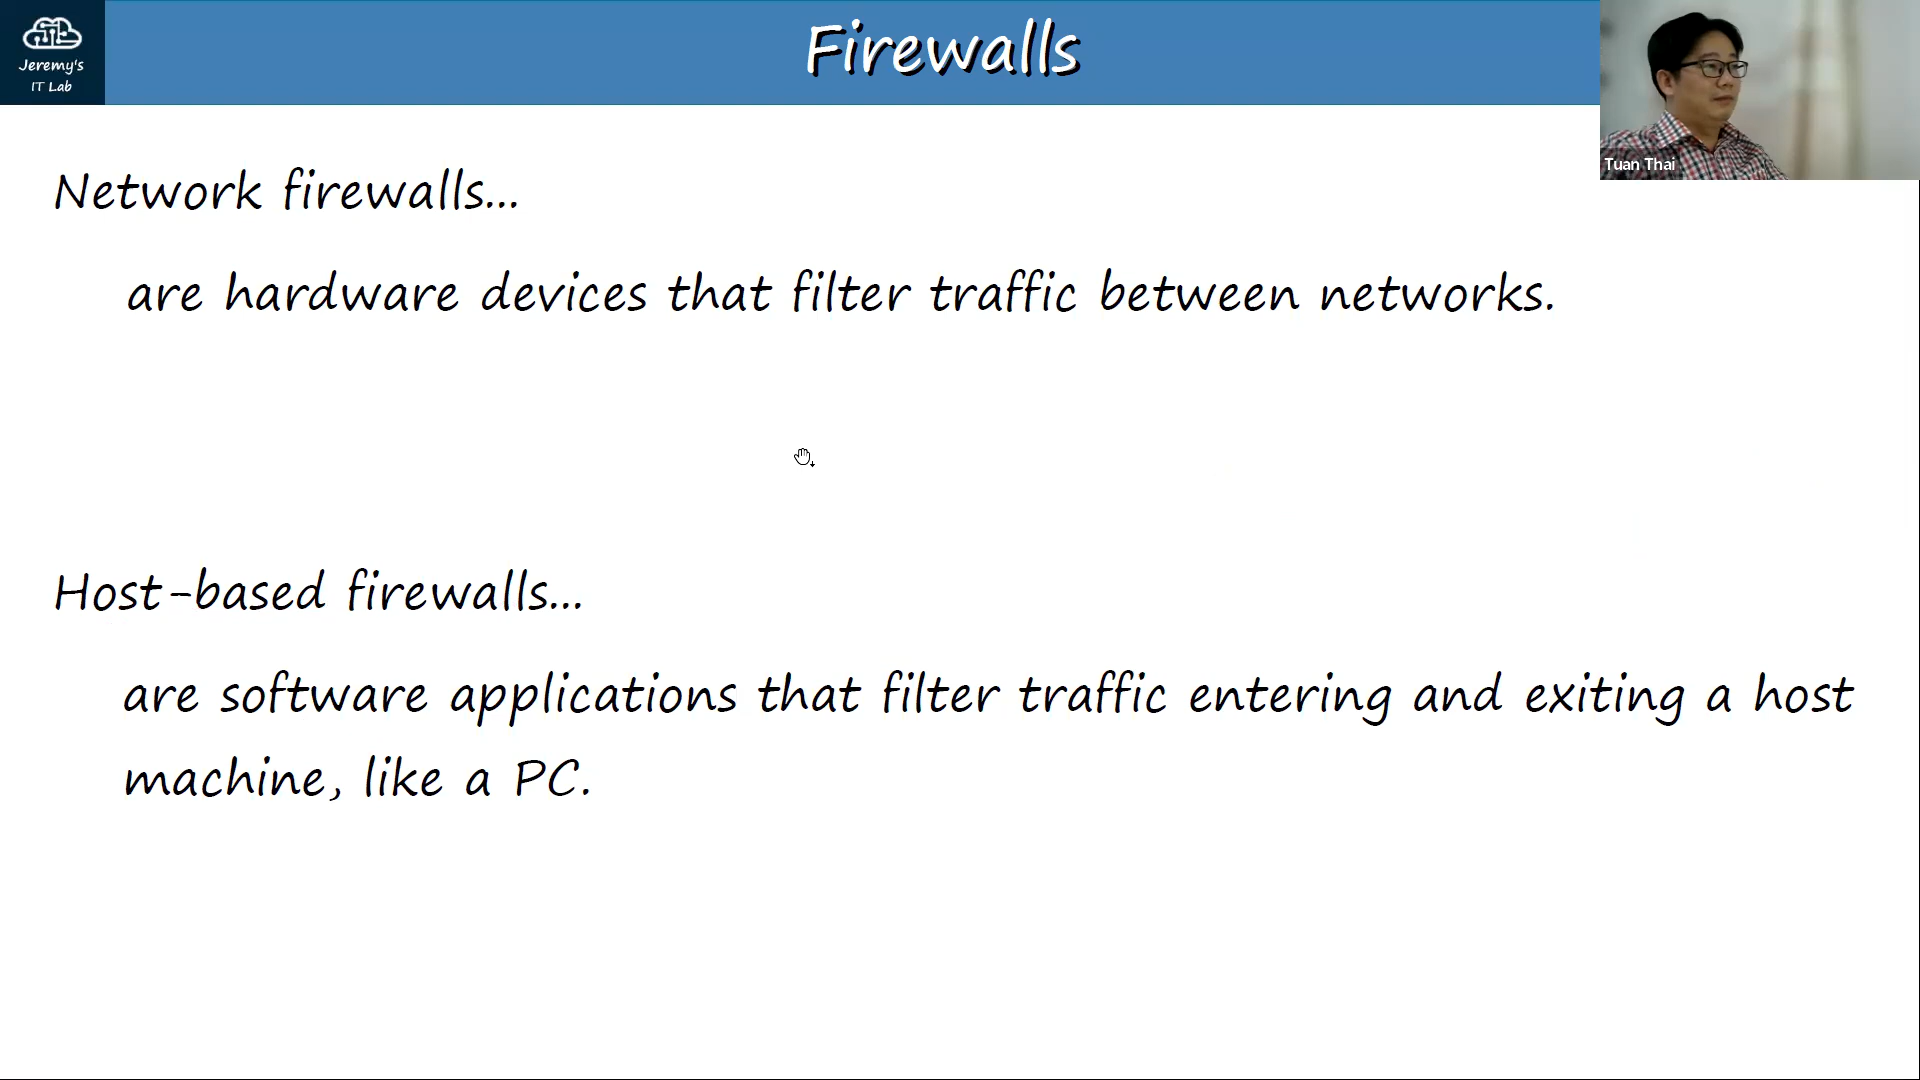 Jeremy's
IT Lab
Firewalls
Tuan Thai
Network firewalls...
are hardware devices that filter traffic between networks.
Host-based firewalls...
are software applications that filter traffic entering and exiting a host
machine, like a PC.